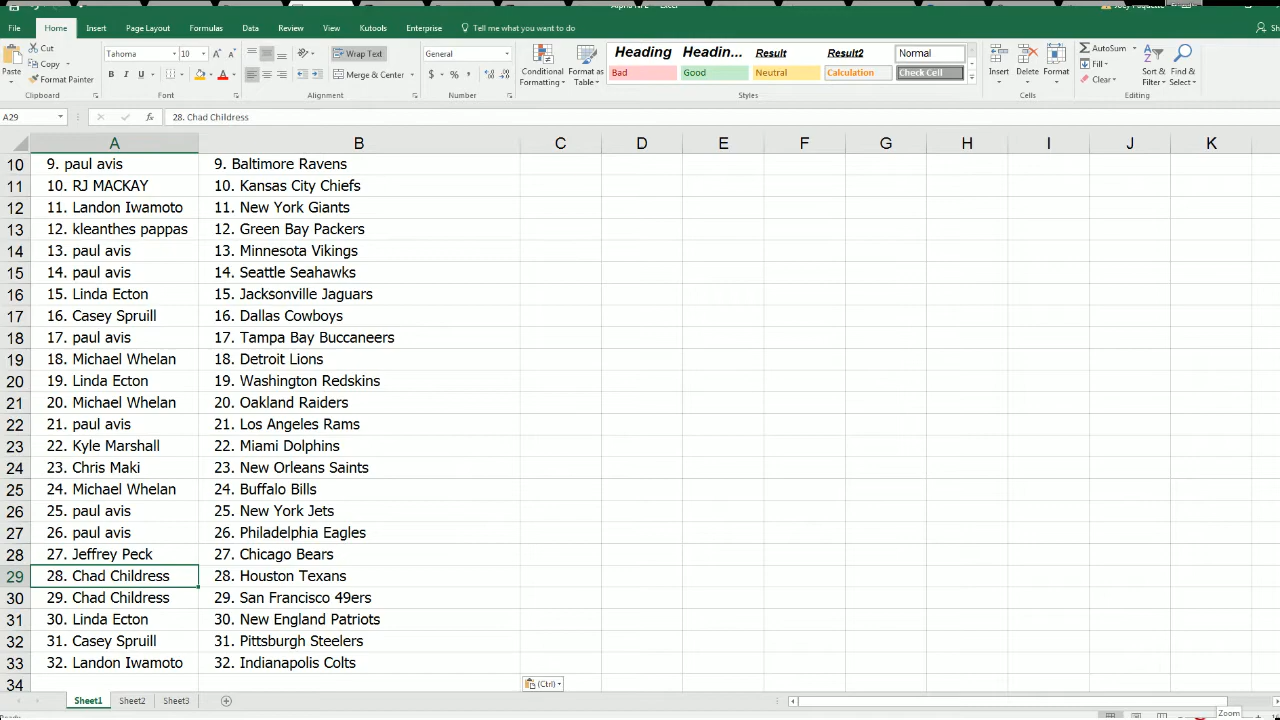 File Home Insert Page Layout Formulas Data Review View Kutools Enterprise Tell me what you want to do
Paste Cut Copy Format Painter Clipboard
Tahoma 10 B I U Font
Wrap Text Merge & Center Alignment
General $ % Number
Conditional Formatting Format as Table
Heading Headin... Result Result2 Normal
Bad Good Neutral Calculation Check Cell
Styles
Insert Delete Format Cells
AutoSum Fill Clear Sort & Filter Find & Select Editing
A29 fx 28. Chad Childress
A B C D E F G H I J K
10 9. paul avis 9. Baltimore Ravens
11 10. RJ MACKAY 10. Kansas City Chiefs
12 11. Landon Iwamoto 11. New York Giants
13 12. kleanthes pappas 12. Green Bay Packers
14 13. paul avis 13. Minnesota Vikings
15 14. paul avis 14. Seattle Seahawks
16 15. Linda Ecton 15. Jacksonville Jaguars
17 16. Casey Spruill 16. Dallas Cowboys
18 17. paul avis 17. Tampa Bay Buccaneers
19 18. Michael Whelan 18. Detroit Lions
20 19. Linda Ecton 19. Washington Redskins
21 20. Michael Whelan 20. Oakland Raiders
22 21. paul avis 21. Los Angeles Rams
23 22. Kyle Marshall 22. Miami Dolphins
24 23. Chris Maki 23. New Orleans Saints
25 24. Michael Whelan 24. Buffalo Bills
26 25. paul avis 25. New York Jets
27 26. paul avis 26. Philadelphia Eagles
28 27. Jeffrey Peck 27. Chicago Bears
29 28. Chad Childress 28. Houston Texans
30 29. Chad Childress 29. San Francisco 49ers
31 30. Linda Ecton 30. New England Patriots
32 31. Casey Spruill 31. Pittsburgh Steelers
33 32. Landon Iwamoto 32. Indianapolis Colts
34
(Ctrl)
Sheet1 Sheet2 Sheet3
Zoom